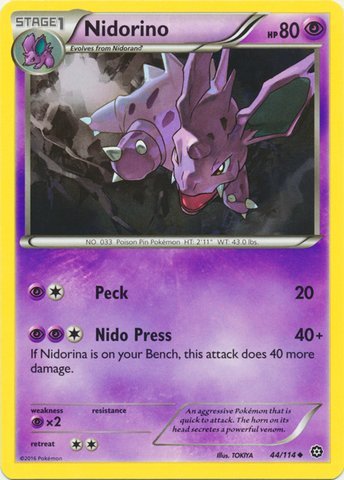 STAGE1
Nidorino
HP80
Evolves from Nidoran♂
NO. 033 Poison Pin Pokémon HT: 2'11" WT: 43.0 lbs.
Peck 20
Nido Press 40+
If Nidorina is on your Bench, this attack does 40 more
damage.
weakness
×2
resistance
retreat
An aggressive Pokémon that is
quick to attack. The horn on its
head secretes a powerful venom.
©2016 Pokémon
Illus. TOKIYA
44/114